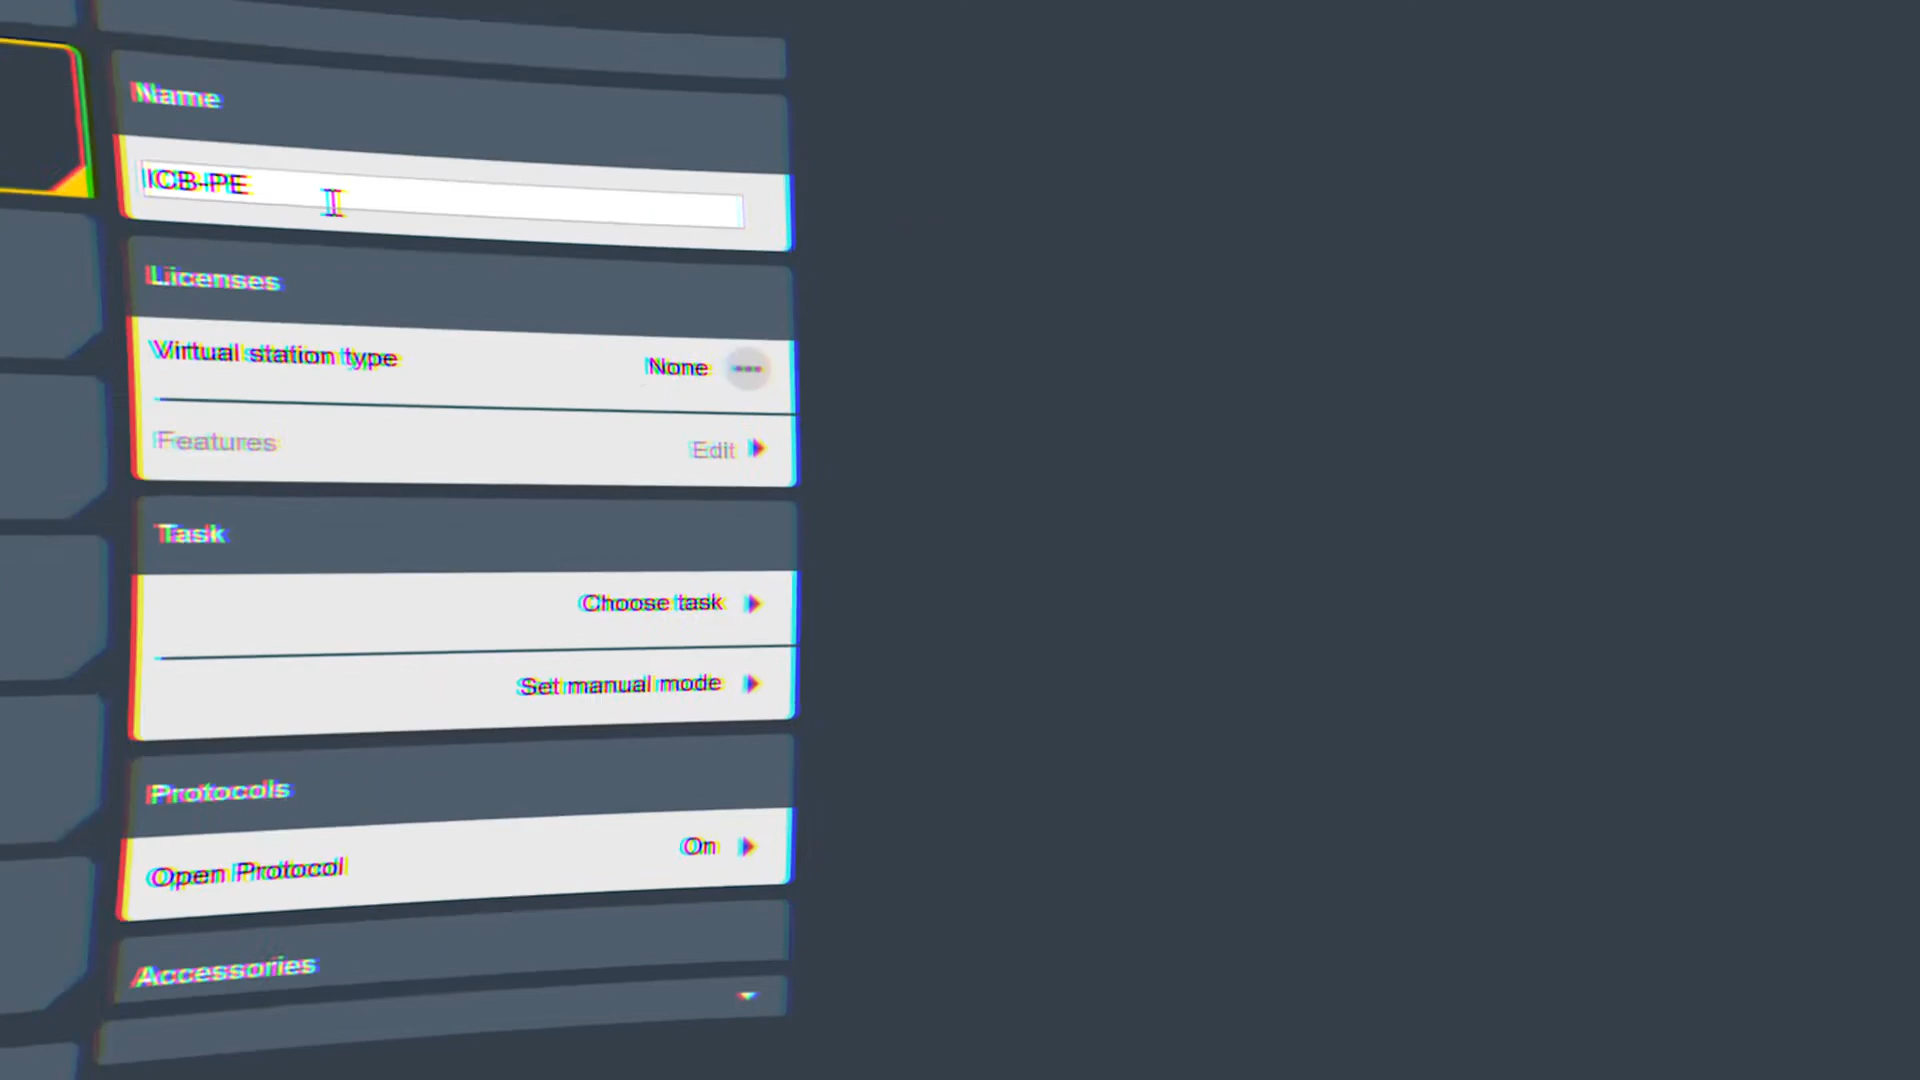 Name
ICB-PE
Licenses
Virtual station type
None
Features
Edit
Task
Choose task
Set manual mode
Protocols
Open Protocol
On
Accessories